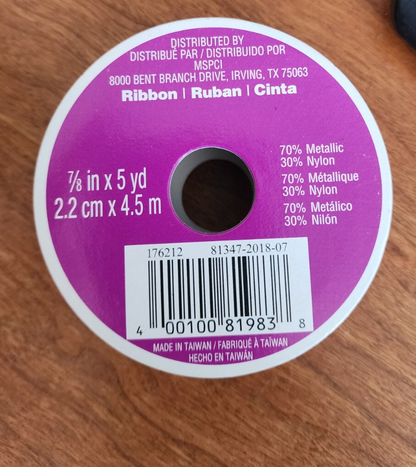 DISTRIBUTED BY
DISTRIBUÉ PAR / DISTRIBUIDO POR
MSPCI
8000 BENT BRANCH DRIVE, IRVING, TX 75063
Ribbon | Ruban | Cinta
⅞ in x 5 yd
2.2 cm x 4.5 m
70% Metallic
30% Nylon
70% Métallique
30% Nylon
70% Metálico
30% Nilón
176212 81347-2018-07
4 00100 81983 8
MADE IN TAIWAN / FABRIQUÉ À TAÏWAN
HECHO EN TAIWÁN